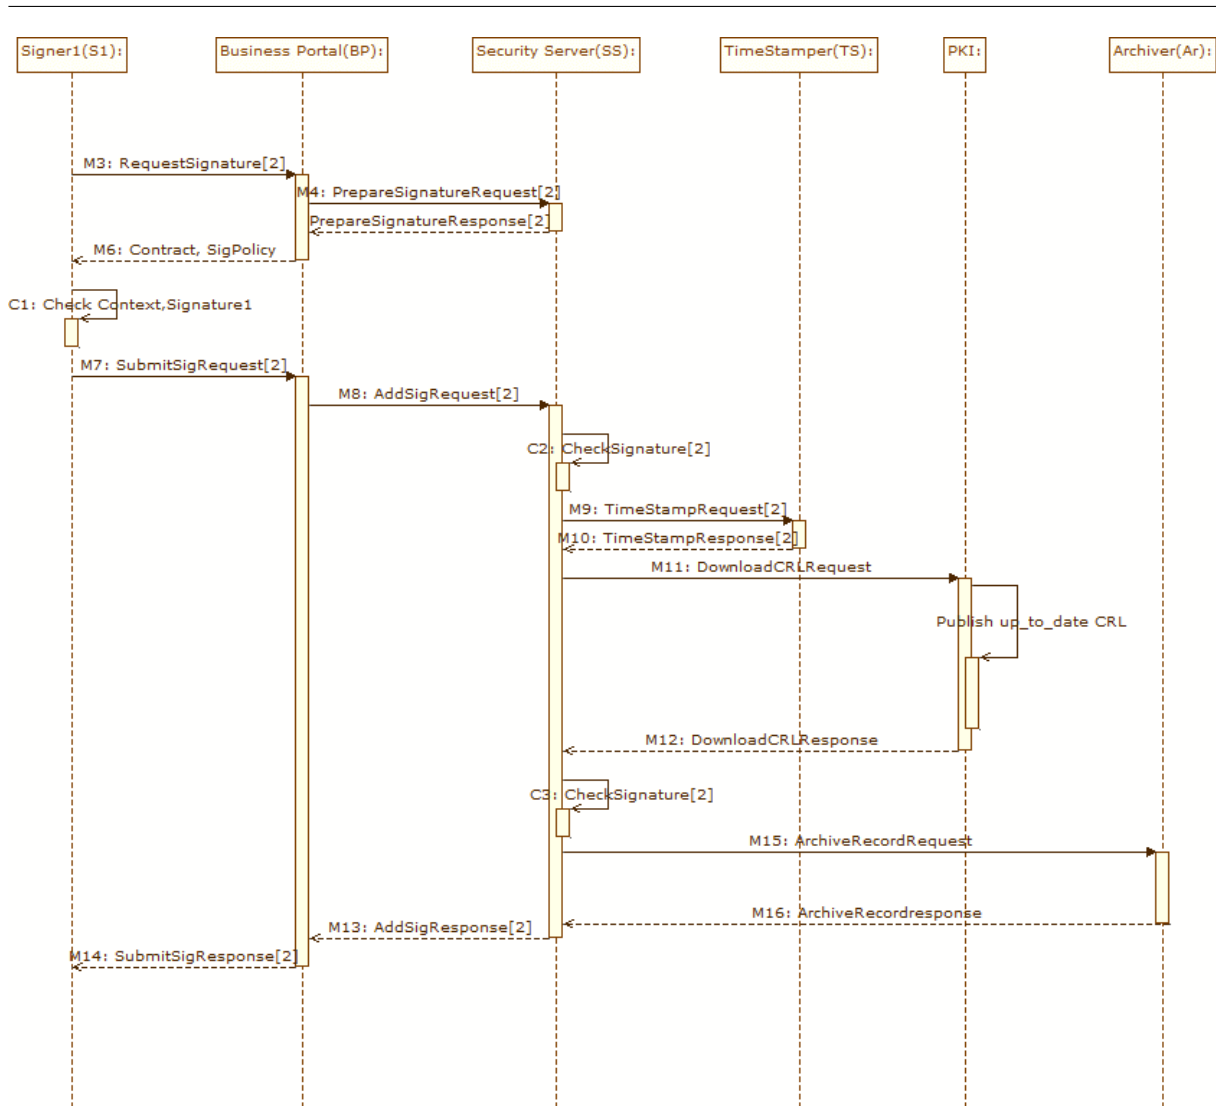 Signer1(S1):
Business Portal(BP):
Security Server(SS):
TimeStamper(TS):
PKI:
Archiver(Ar):
M3: RequestSignature[2]
M4: PrepareSignatureRequest[2]
PrepareSignatureResponse[2]
M6: Contract, SigPolicy
C1: Check Context,Signature1
M7: SubmitSigRequest[2]
M8: AddSigRequest[2]
C2: CheckSignature[2]
M9: TimeStampRequest[2]
M10: TimeStampResponse[2]
M11: DownloadCRLRequest
Publish up_to_date CRL
M12: DownloadCRLResponse
C3: CheckSignature[2]
M15: ArchiveRecordRequest
M16: ArchiveRecordresponse
M13: AddSigResponse[2]
M14: SubmitSigResponse[2]